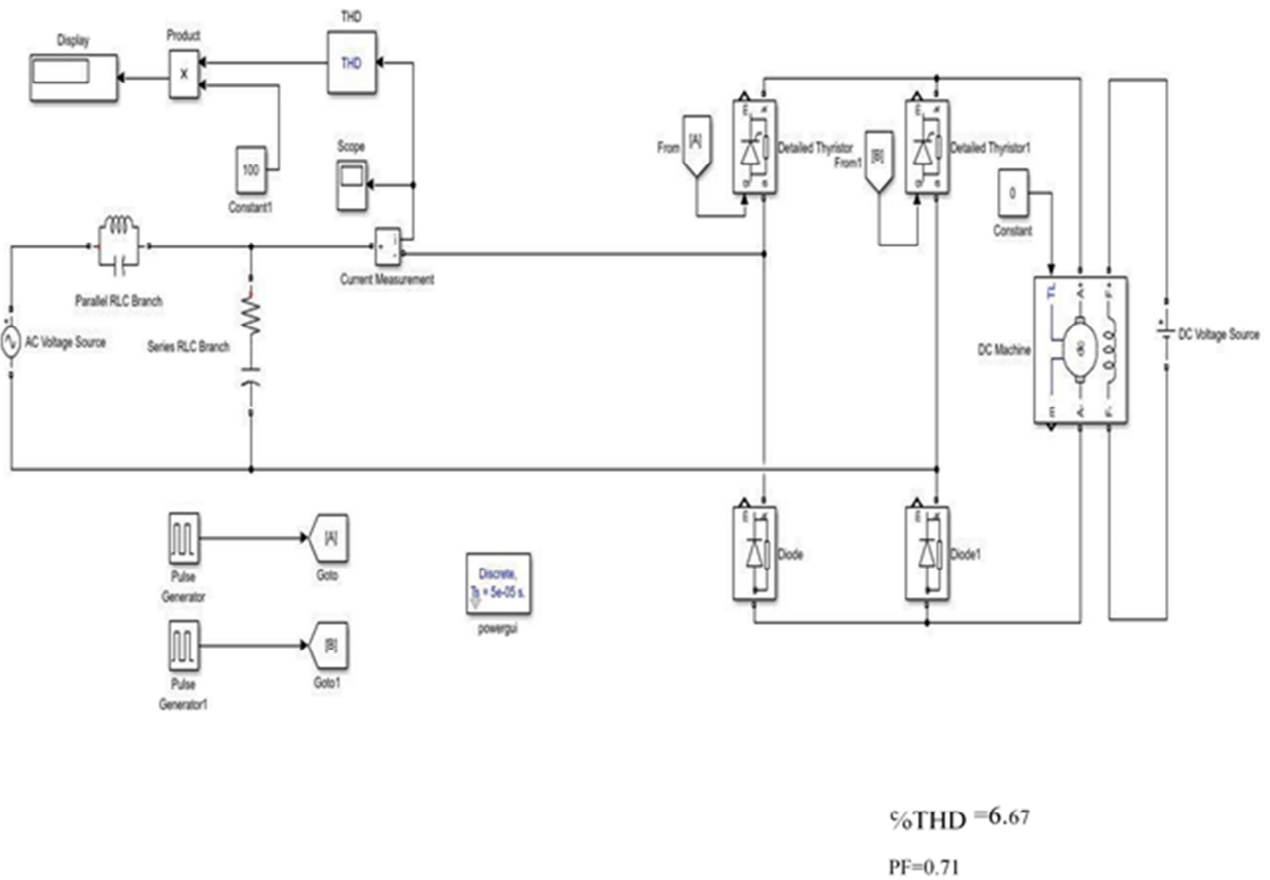 THD
Display
Product
THD
X
Scope
100
Constant1
From
[A]
Detailed Thyristor
From1
[B]
Detailed Thyristor1
0
Constant
Current Measurement
Parallel RLC Branch
AC Voltage Source
Series RLC Branch
TL
A+
F+
DC Machine
dc
m
A-
F-
DC Voltage Source
Pulse
Generator
[A]
Goto
Discrete,
Ts = 5e-05 s.
powergui
Diode
Diode1
Pulse
Generator1
[B]
Goto1
%THD =6.67
PF=0.71